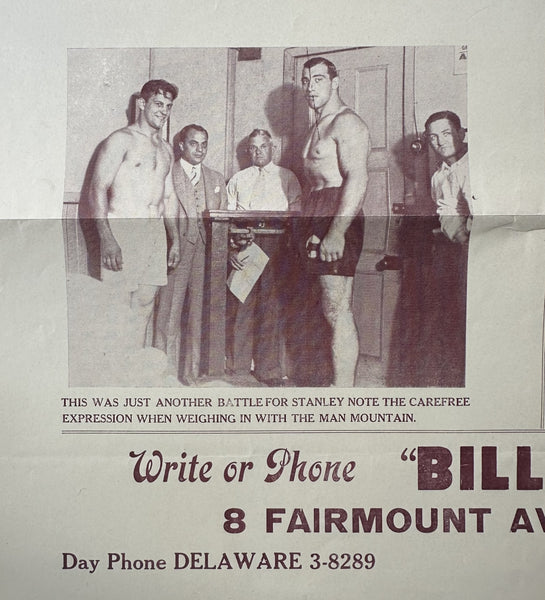 THIS WAS JUST ANOTHER BATTLE FOR STANLEY NOTE THE CAREFREE
EXPRESSION WHEN WEIGHING IN WITH THE MAN MOUNTAIN.
Write or Phone "BILL
8 FAIRMOUNT AV
Day Phone DELAWARE 3-8289